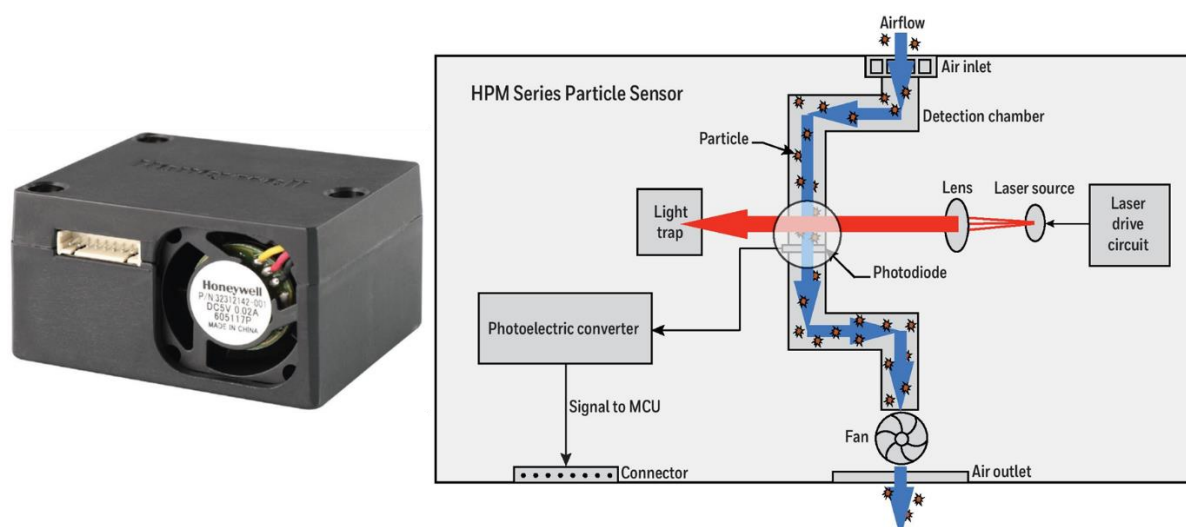 Honeywell
Honeywell
P/N 32312142-001
DC5V 0.02A
605117P
MADE IN CHINA
Airflow
Air inlet
HPM Series Particle Sensor
Detection chamber
Particle
Lens
Laser source
Light
trap
Laser
drive
circuit
Photodiode
Photoelectric converter
Signal to MCU
Fan
Connector
Air outlet